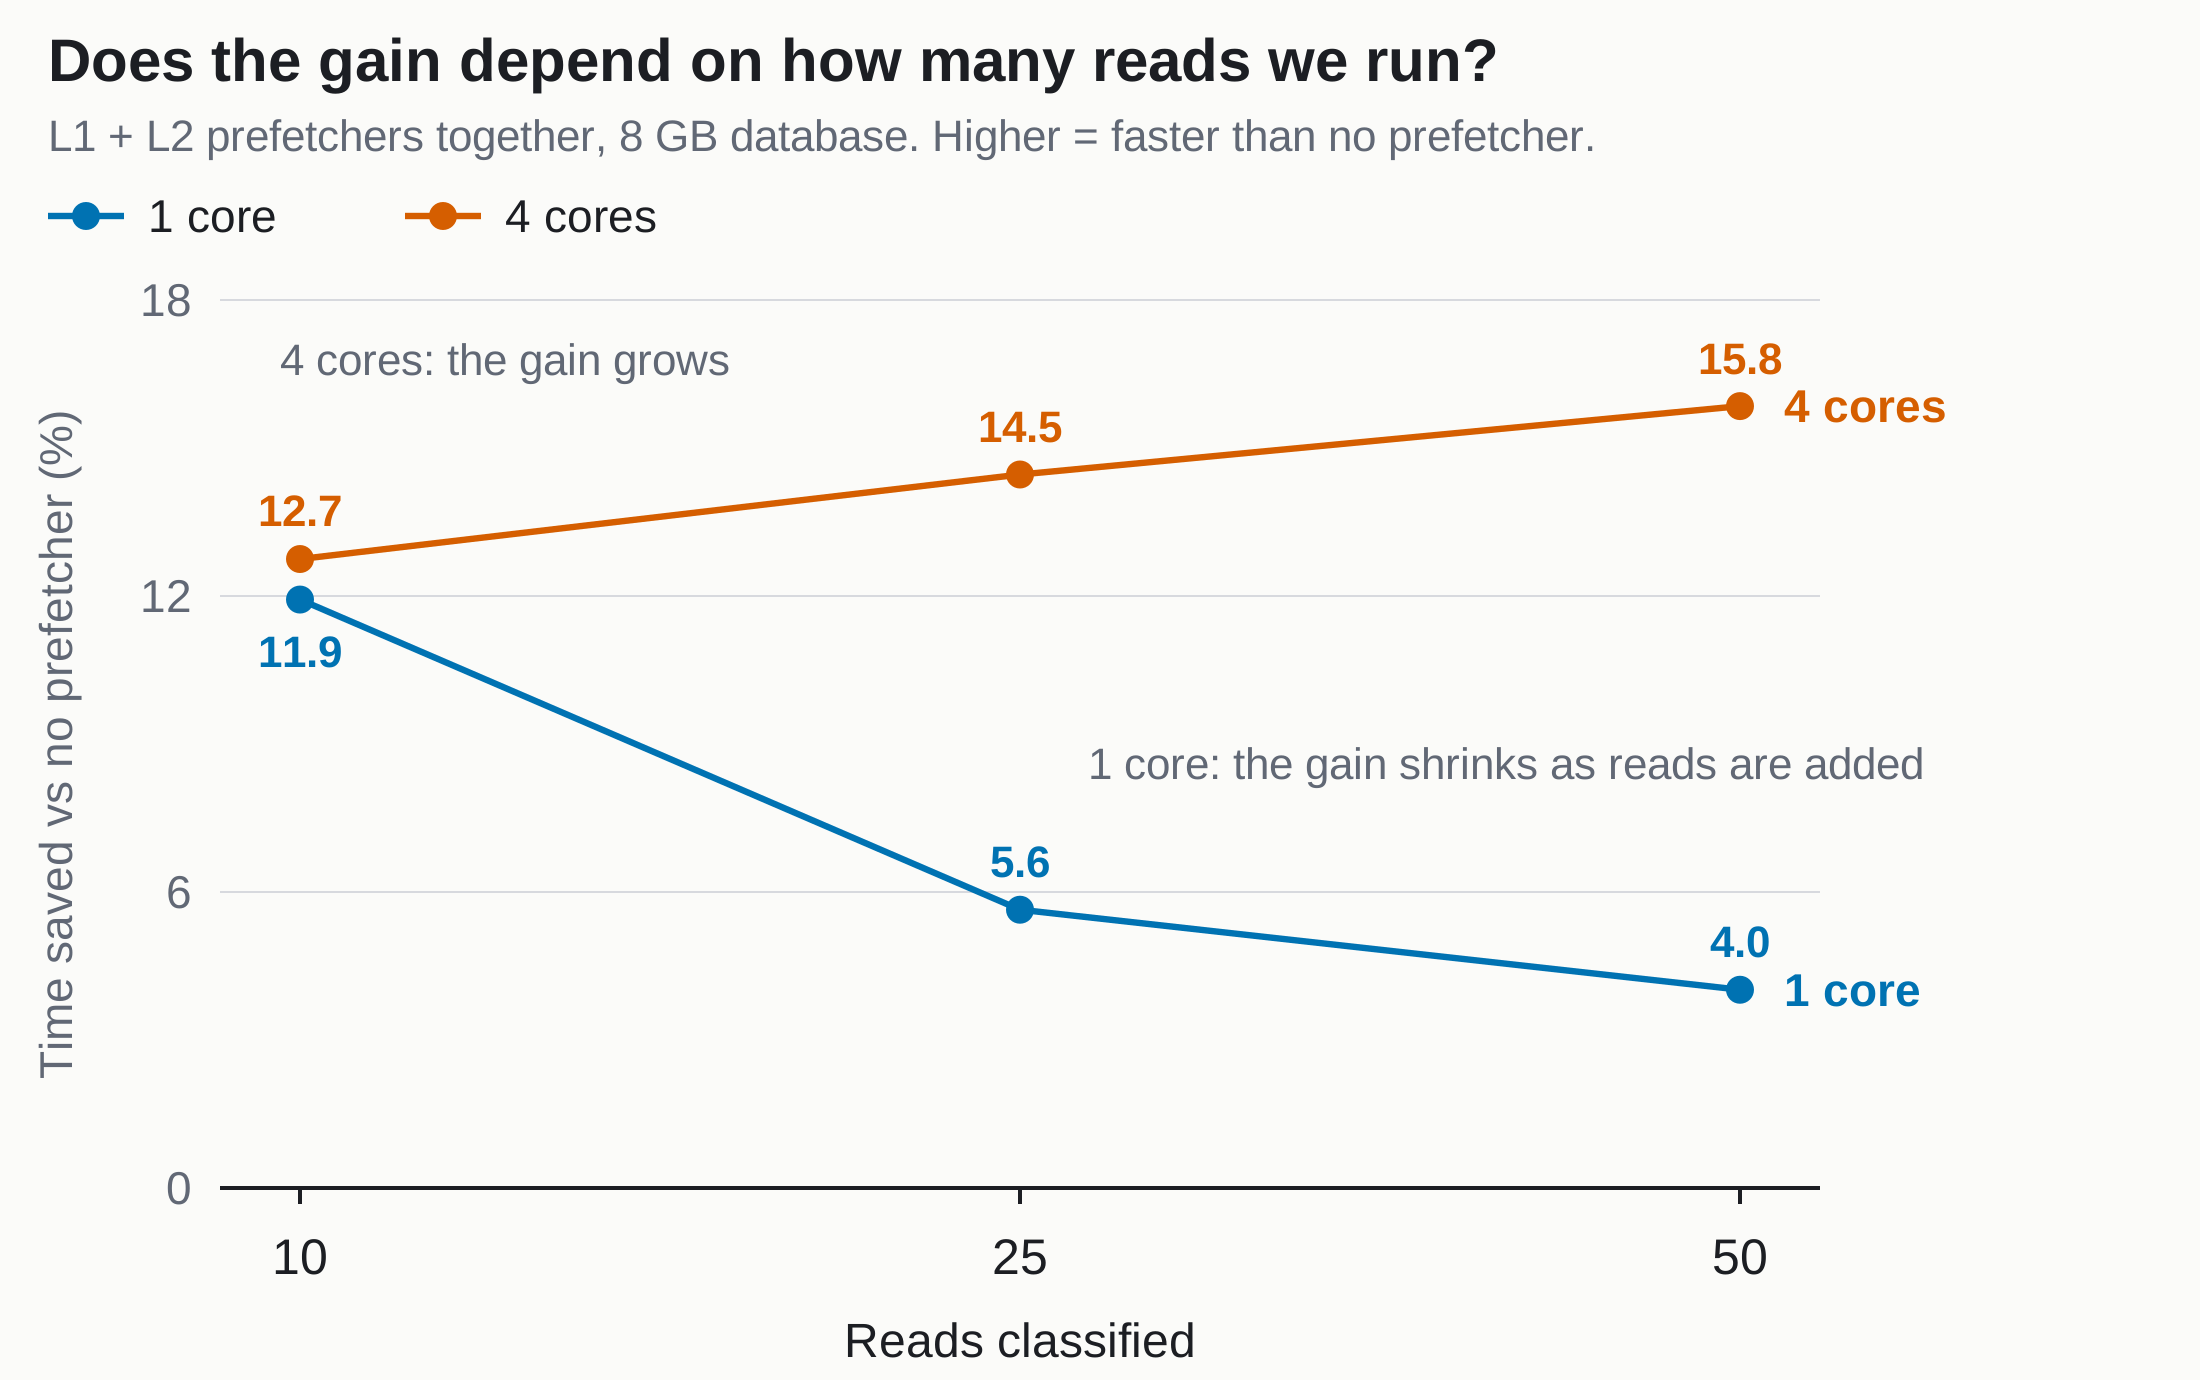 Does the gain depend on how many reads we run?
L1 + L2 prefetchers together, 8 GB database. Higher = faster than no prefetcher.
1 core
4 cores
18
4 cores: the gain grows
15.8
4 cores
14.5
12.7
12
11.9
1 core: the gain shrinks as reads are added
5.6
6
4.0
1 core
0
Time saved vs no prefetcher (%)
10
25
50
Reads classified